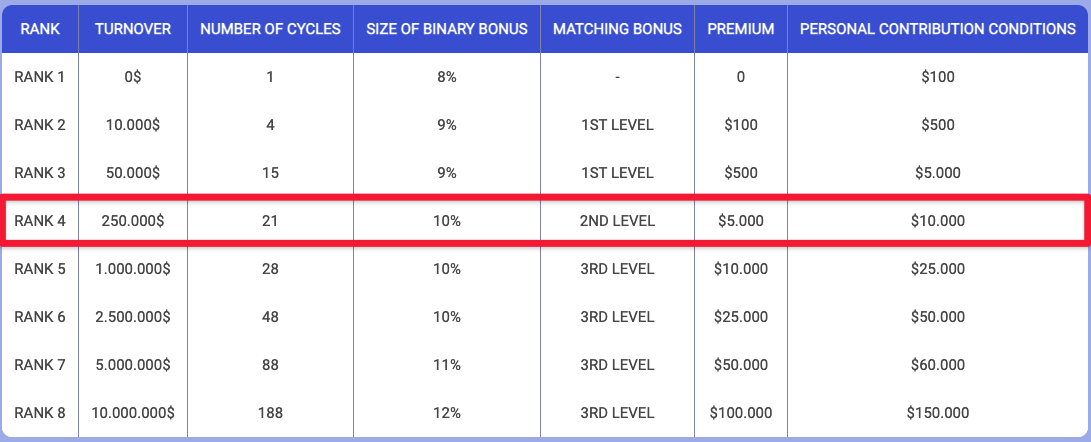 RANK TURNOVER NUMBER OF CYCLES SIZE OF BINARY BONUS MATCHING BONUS PREMIUM PERSONAL CONTRIBUTION CONDITIONS
RANK 1 0$ 1 8% - 0 $100
RANK 2 10.000$ 4 9% 1ST LEVEL $100 $500
RANK 3 50.000$ 15 9% 1ST LEVEL $500 $5.000
RANK 4 250.000$ 21 10% 2ND LEVEL $5.000 $10.000
RANK 5 1.000.000$ 28 10% 3RD LEVEL $10.000 $25.000
RANK 6 2.500.000$ 48 10% 3RD LEVEL $25.000 $50.000
RANK 7 5.000.000$ 88 11% 3RD LEVEL $50.000 $60.000
RANK 8 10.000.000$ 188 12% 3RD LEVEL $100.000 $150.000